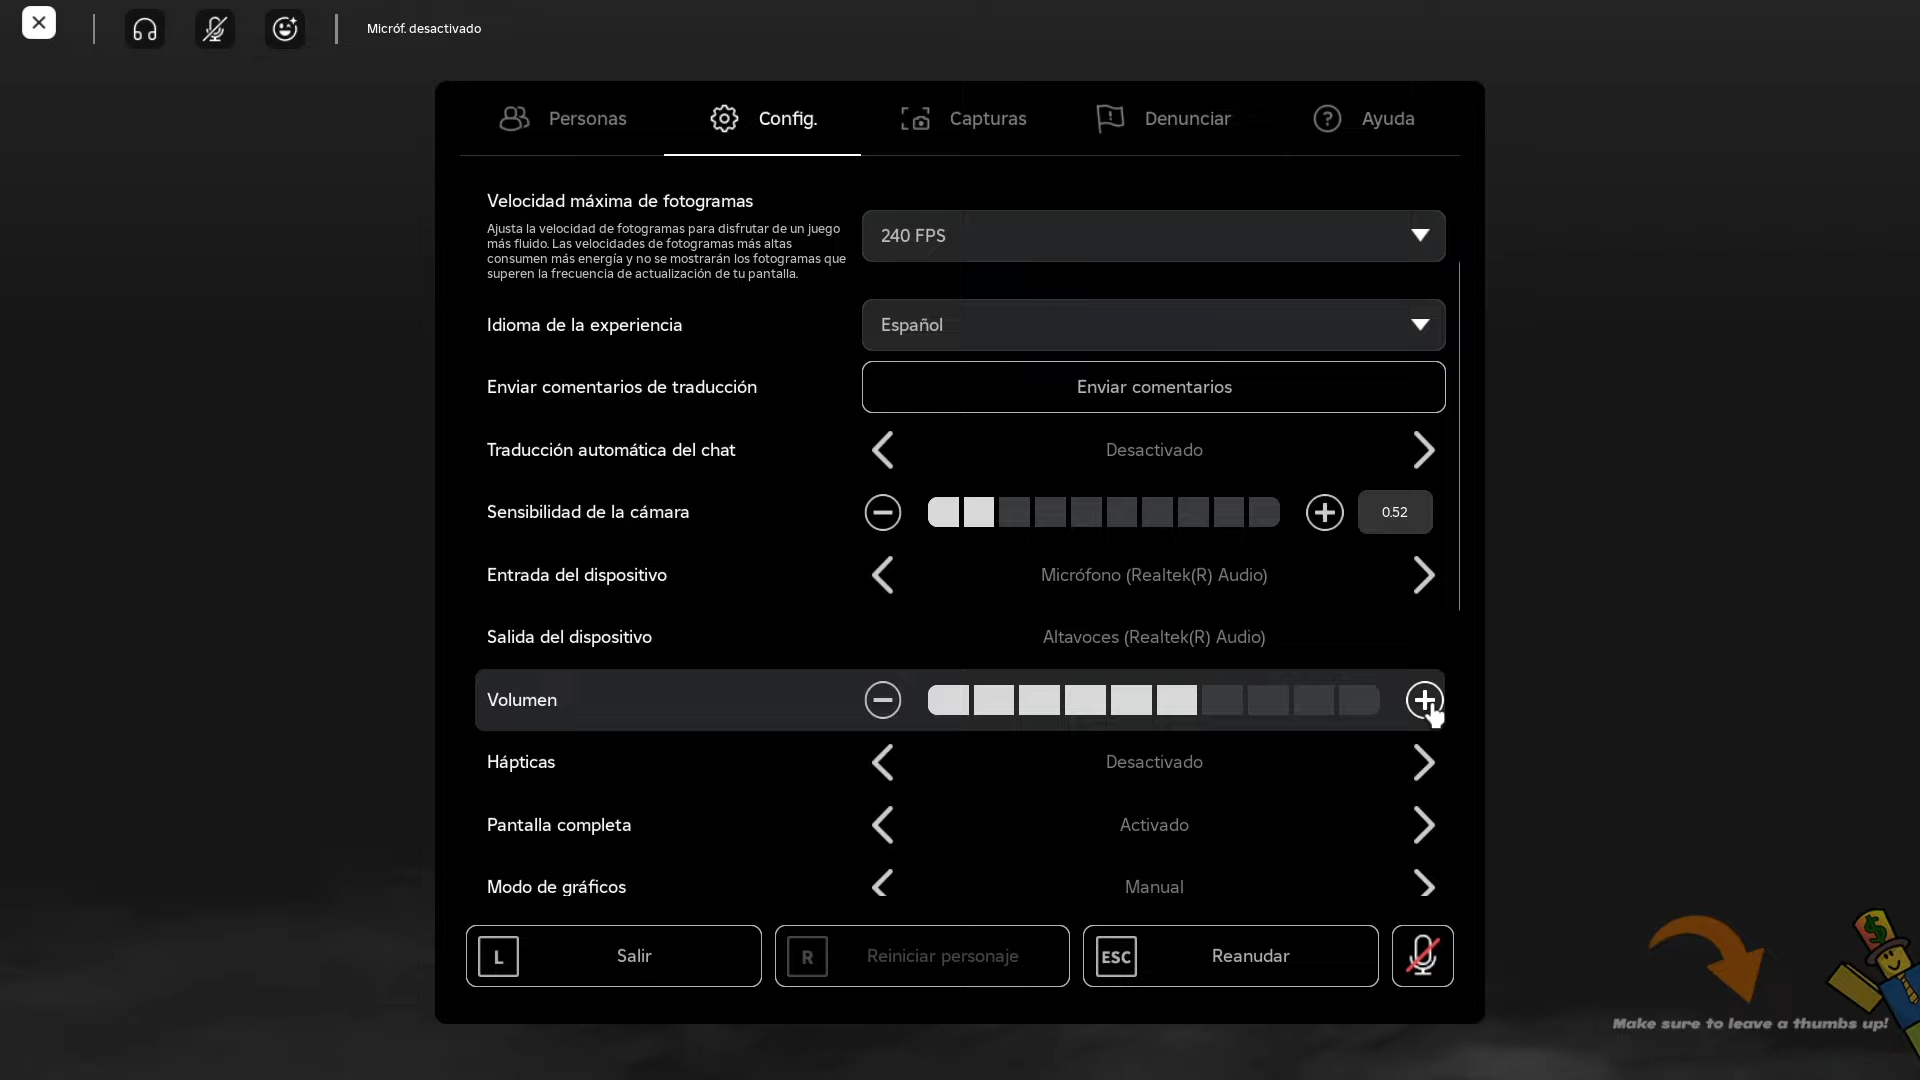 Micróf. desactivado
Personas
Config.
Capturas
Denunciar
Ayuda
Velocidad máxima de fotogramas
Ajusta la velocidad de fotogramas para disfrutar de un juego
más fluido. Las velocidades de fotogramas más altas
consumen más energía y no se mostrarán los fotogramas que
superen la frecuencia de actualización de tu pantalla.
240 FPS
Idioma de la experiencia
Español
Enviar comentarios de traducción
Enviar comentarios
Traducción automática del chat
Desactivado
Sensibilidad de la cámara
0.52
Entrada del dispositivo
Micrófono (Realtek(R) Audio)
Salida del dispositivo
Altavoces (Realtek(R) Audio)
Volumen
Hápticas
Desactivado
Pantalla completa
Activado
Modo de gráficos
Manual
L
Salir
R
Reiniciar personaje
ESC
Reanudar
$
Make sure to leave a thumbs up!